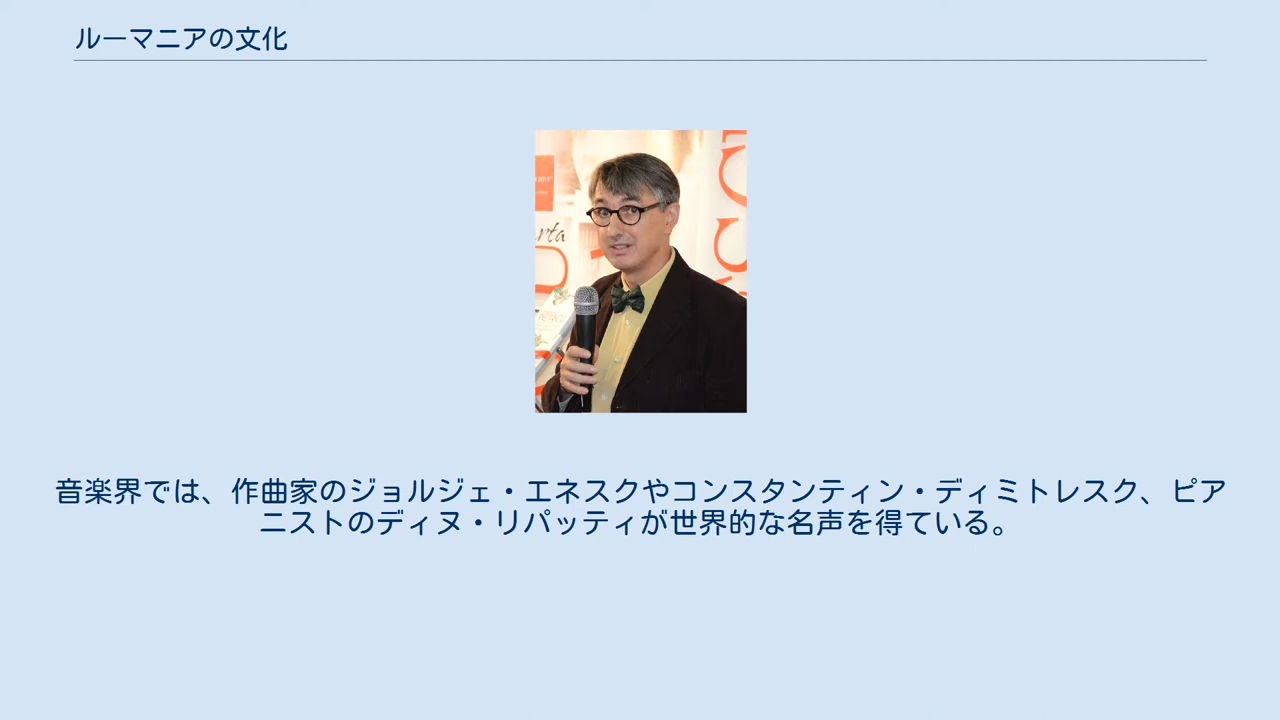 ルーマニアの文化
arta
音楽界では、作曲家のジョルジェ・エネスクやコンスタンティン・ディミトレスク、ピア
ニストのディヌ・リパッティが世界的な名声を得ている。